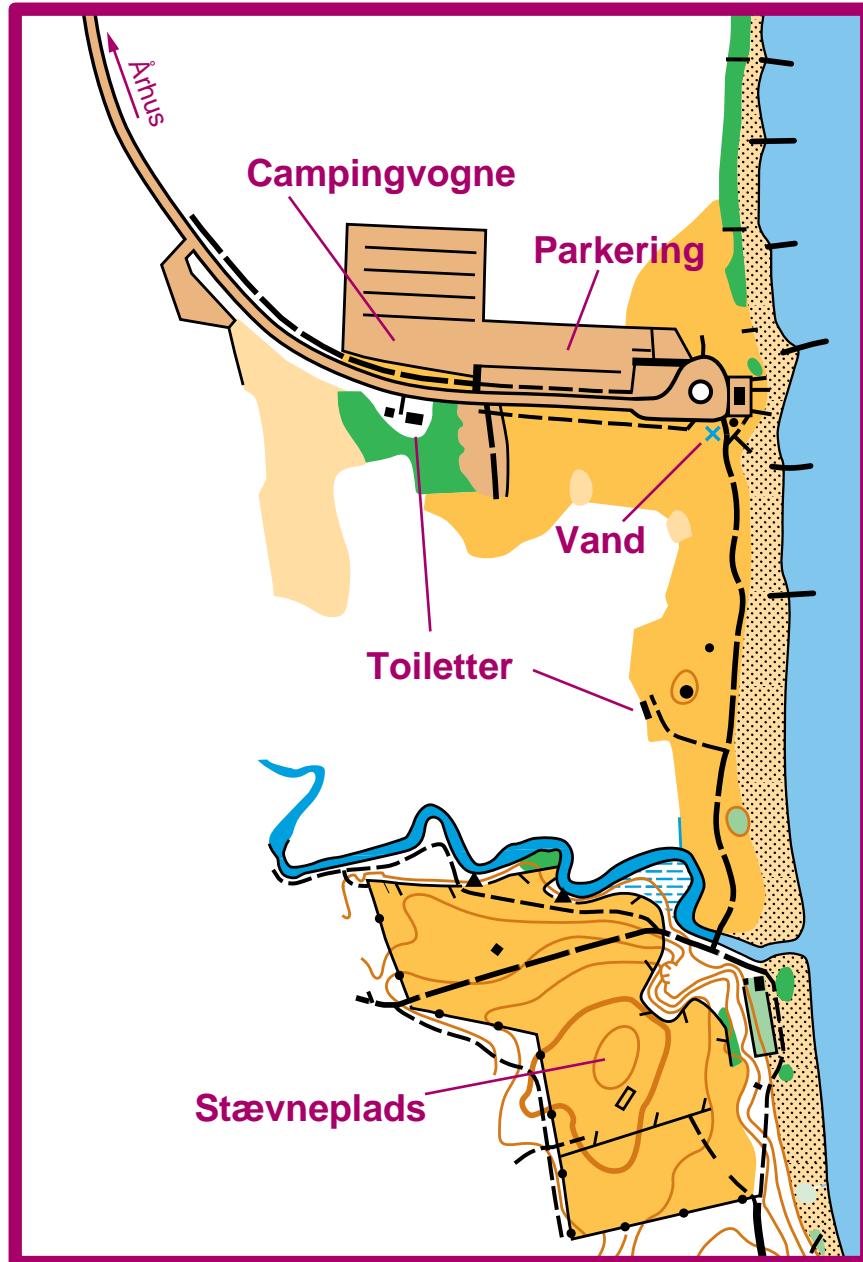 Århus
Campingvogne
Parkering
Vand
Toiletter
Stævneplads